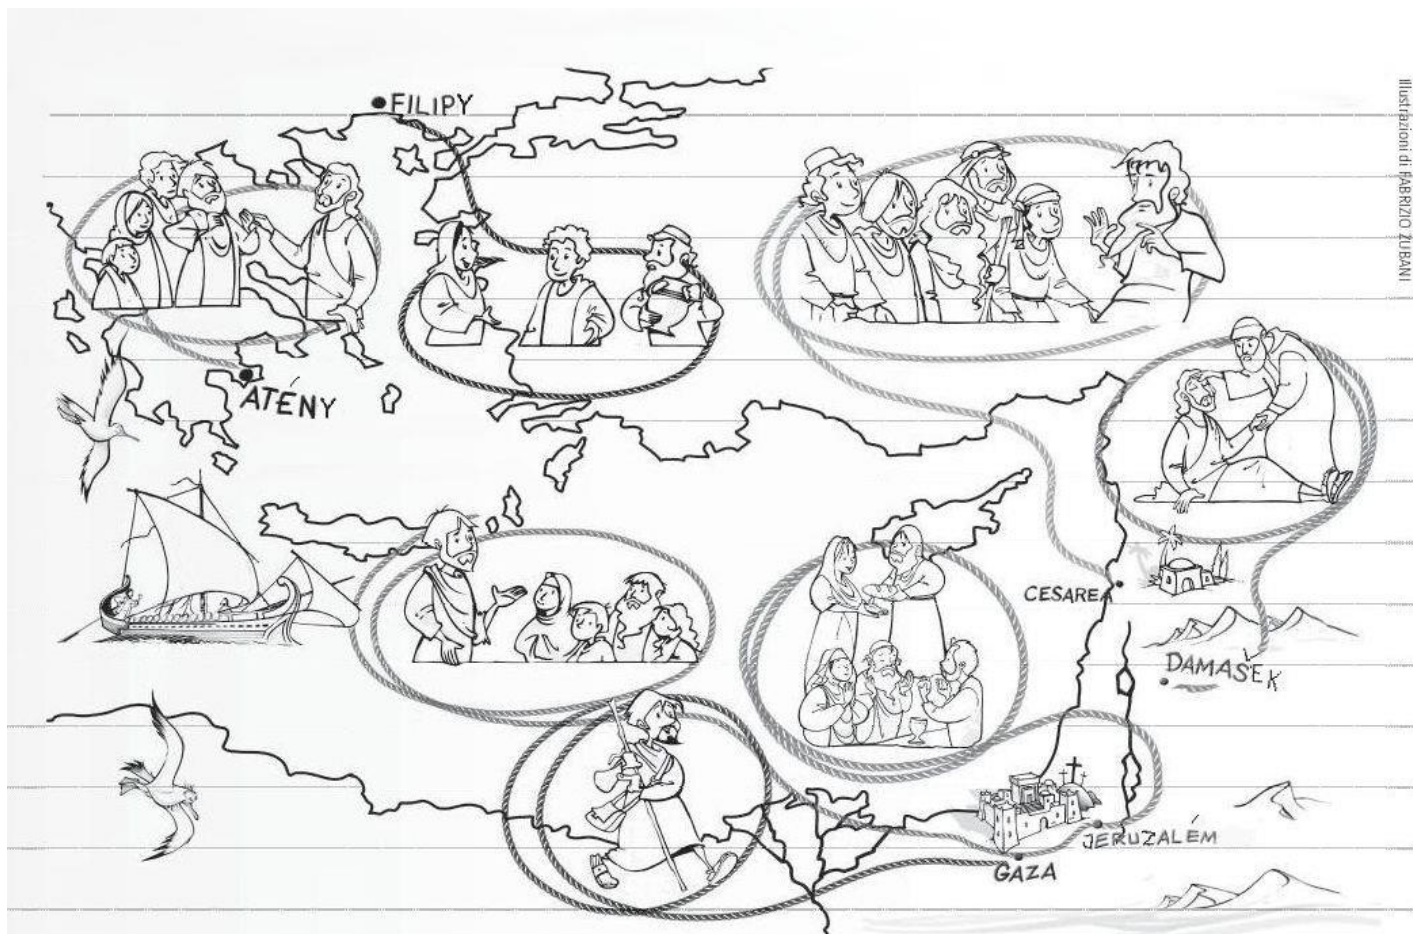 FILIPY
Illustrazioni di FABRIZIO ZUBANI
ATÉNY
CESAREA
DAMAŠEK
JERUZALÉM
GAZA